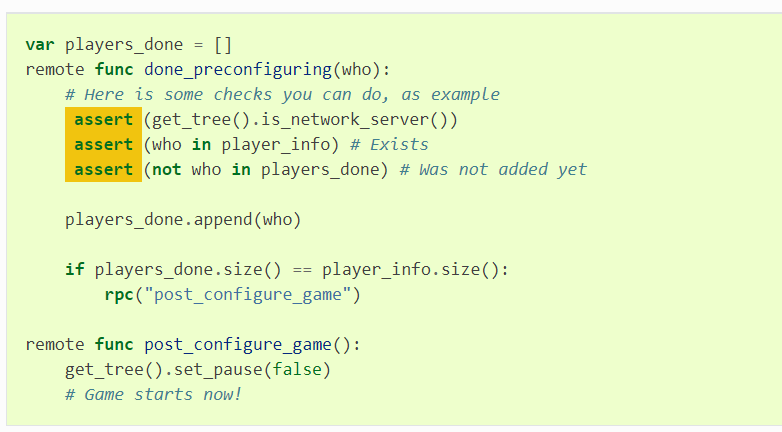 var players_done = []
remote func done_preconfiguring(who):
    # Here is some checks you can do, as example
    assert (get_tree().is_network_server())
    assert (who in player_info) # Exists
    assert (not who in players_done) # Was not added yet

    players_done.append(who)

    if players_done.size() == player_info.size():
        rpc("post_configure_game")

remote func post_configure_game():
    get_tree().set_pause(false)
    # Game starts now!